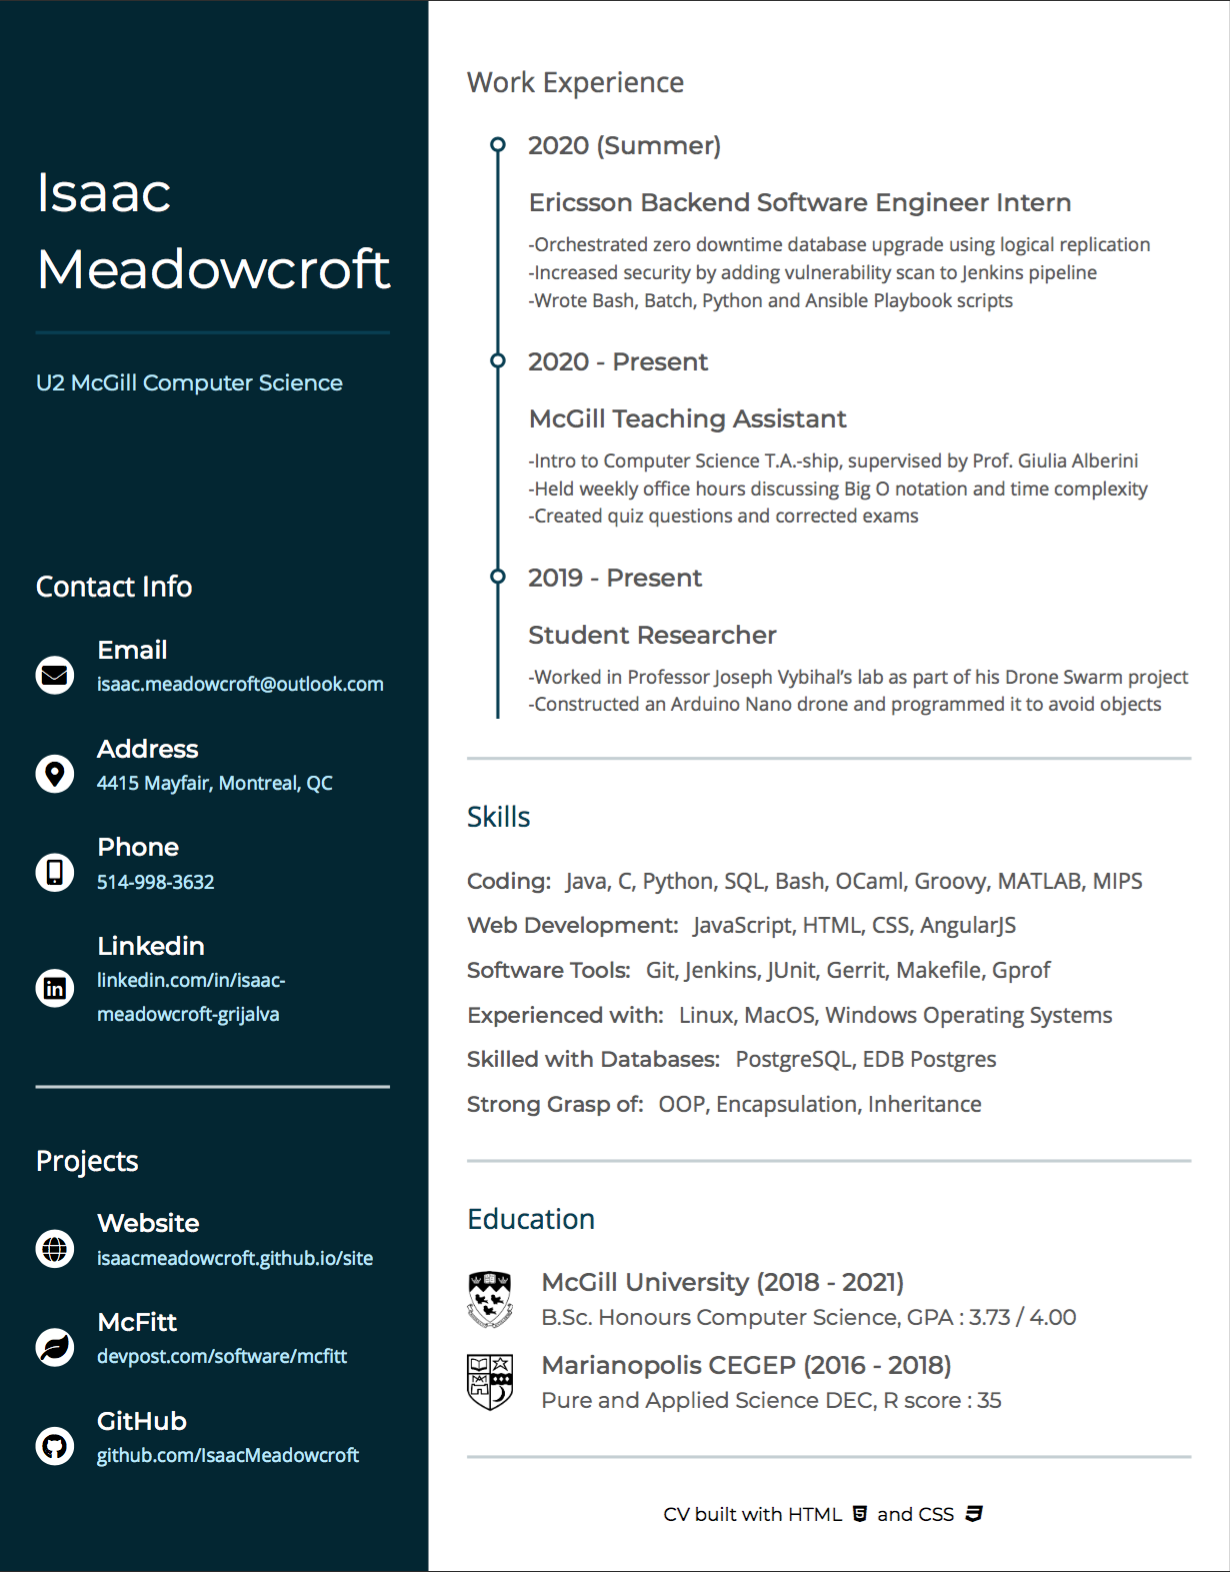 Isaac
Meadowcroft
U2 McGill Computer Science
Contact Info
Email
isaac.meadowcroft@outlook.com
Address
4415 Mayfair, Montreal, QC
Phone
514-998-3632
Linkedin
linkedin.com/in/isaac-
meadowcroft-grijalva
Projects
Website
isaacmeadowcroft.github.io/site
McFitt
devpost.com/software/mcfitt
GitHub
github.com/IsaacMeadowcroft
Work Experience
2020 (Summer)
Ericsson Backend Software Engineer Intern
-Orchestrated zero downtime database upgrade using logical replication
-Increased security by adding vulnerability scan to Jenkins pipeline
-Wrote Bash, Batch, Python and Ansible Playbook scripts
2020 - Present
McGill Teaching Assistant
-Intro to Computer Science T.A.-ship, supervised by Prof. Giulia Alberini
-Held weekly office hours discussing Big O notation and time complexity
-Created quiz questions and corrected exams
2019 - Present
Student Researcher
-Worked in Professor Joseph Vybihal’s lab as part of his Drone Swarm project
-Constructed an Arduino Nano drone and programmed it to avoid objects
Skills
Coding: Java, C, Python, SQL, Bash, OCaml, Groovy, MATLAB, MIPS
Web Development: JavaScript, HTML, CSS, AngularJS
Software Tools: Git, Jenkins, JUnit, Gerrit, Makefile, Gprof
Experienced with: Linux, MacOS, Windows Operating Systems
Skilled with Databases: PostgreSQL, EDB Postgres
Strong Grasp of: OOP, Encapsulation, Inheritance
Education
McGill University (2018 - 2021)
B.Sc. Honours Computer Science, GPA : 3.73 / 4.00
Marianopolis CEGEP (2016 - 2018)
Pure and Applied Science DEC, R score : 35
CV built with HTML and CSS